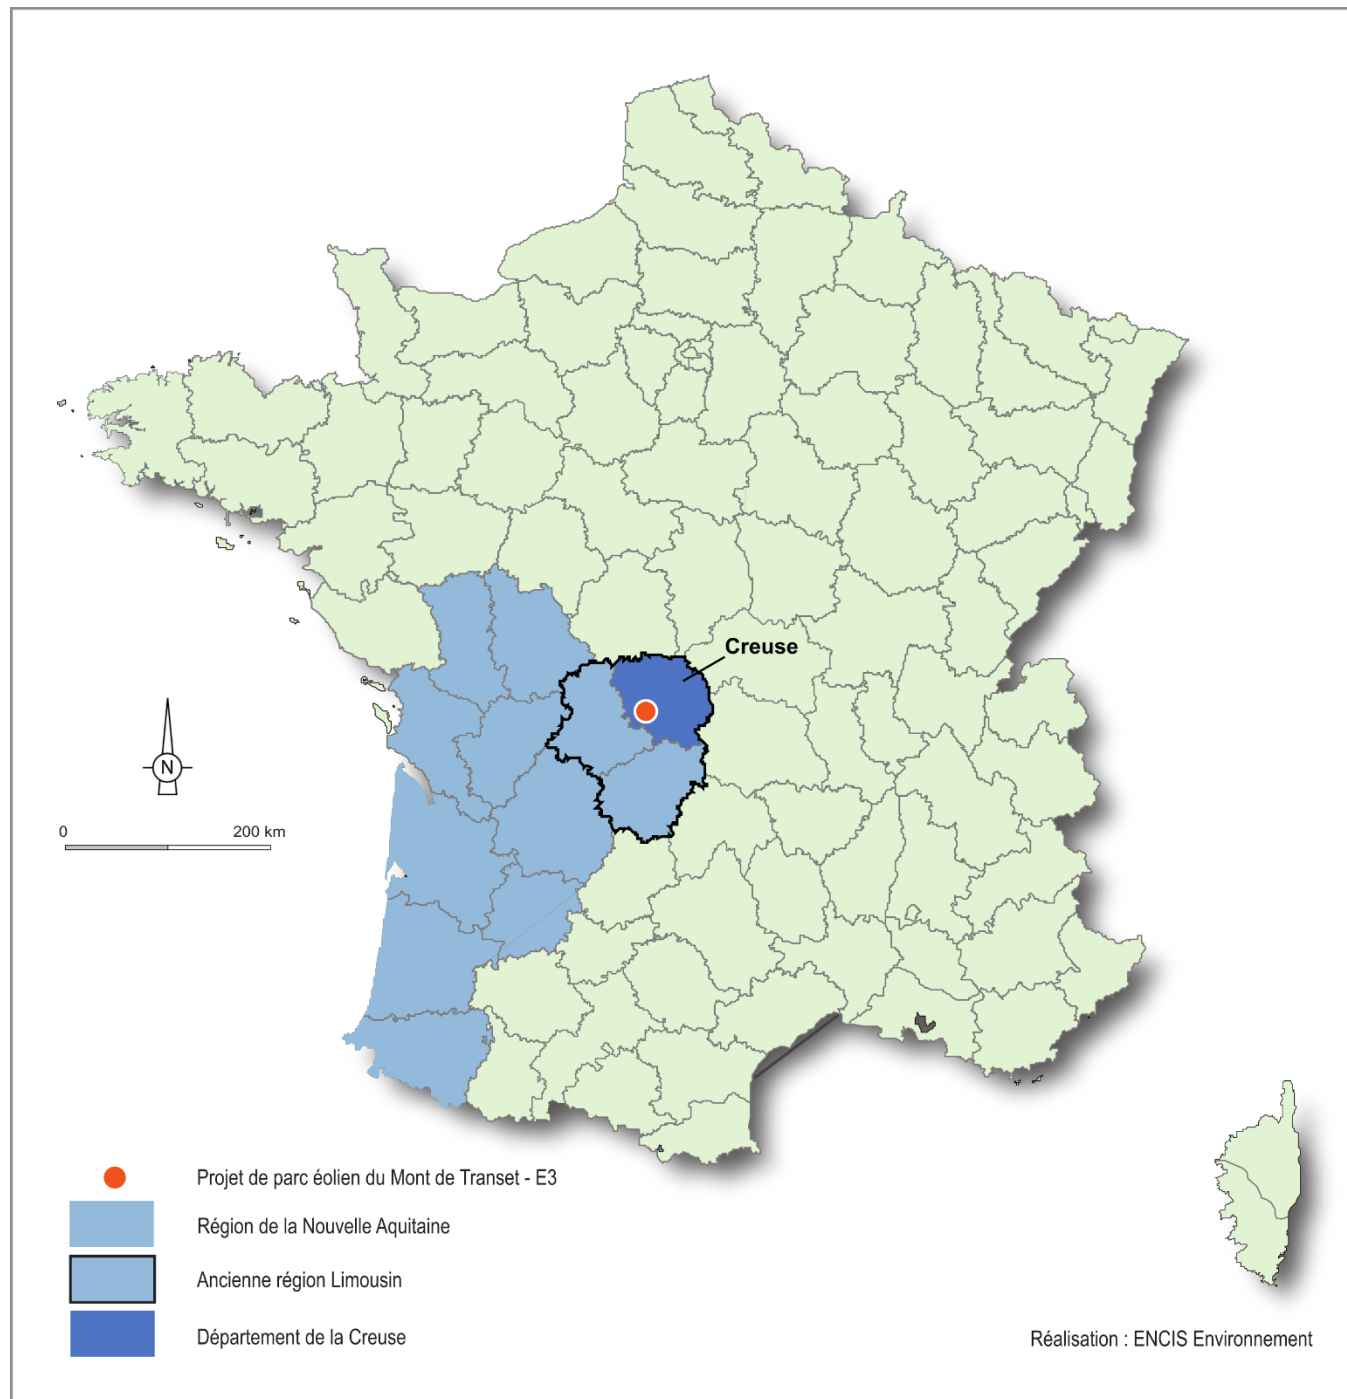 Creuse
N
0 200 km
Projet de parc éolien du Mont de Transet - E3
Région de la Nouvelle Aquitaine
Ancienne région Limousin
Département de la Creuse
Réalisation : ENCIS Environnement